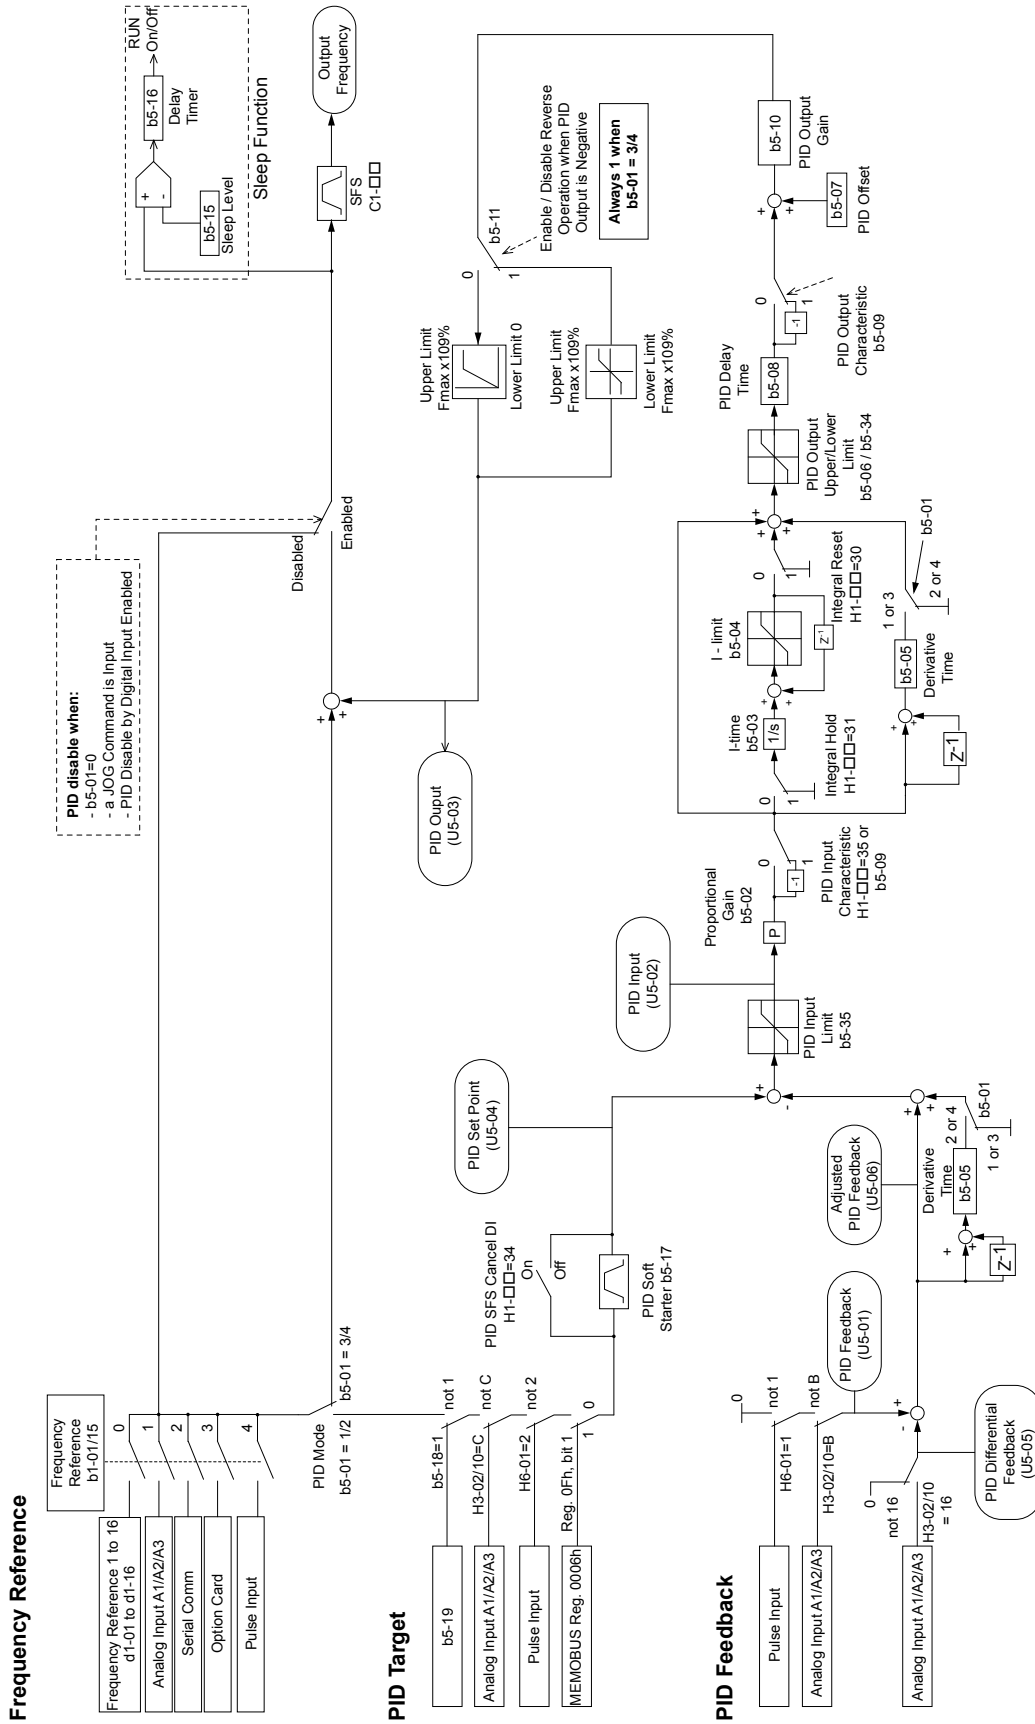 Frequency Reference
Frequency
Reference
b1-01/15
Frequency Reference 1 to 16
d1-01 to d1-16
Analog Input A1/A2/A3
Serial Comm
Option Card
Pulse Input
0
1
2
3
4
PID Mode
b5-01 = 1/2
b5-01 = 3/4
PID disable when:
- b5-01=0
- a JOG Command is Input
- PID Disable by Digital Input Enabled
Disabled
Enabled
RUN
On/Off
b5-16
Delay
Timer
+
-
b5-15
Sleep Level
Sleep Function
SFS
C1-□□
Output
Frequency
+
+
PID Ouput
(U5-03)
Upper Limit
Fmax x109%
Lower Limit 0
Upper Limit
Fmax x109%
Lower Limit
Fmax x109%
0
1
b5-11
Enable / Disable Reverse
Operation when PID
Output is Negative
Always 1 when
b5-01 = 3/4
PID Target
b5-19
Analog Input A1/A2/A3
Pulse Input
MEMOBUS Reg. 0006h
b5-18=1
not 1
H3-02/10=C
not C
H6-01=2
not 2
Reg. 0Fh, bit 1
0
1
PID SFS Cancel DI
H1-□□=34
On
Off
PID Soft
Starter b5-17
PID Set Point
(U5-04)
+
-
PID Input
Limit
b5-35
PID Input
(U5-02)
Proportional
Gain
b5-02
P
0
-1
1
PID Input
Characteristic
H1-□□=35 or
b5-09
0
1
Integral Hold
H1-□□=31
I-time
b5-03
1/s
+
+
I - limit
b5-04
Z-1
0
1
Integral Reset
H1-□□=30
+
+
+
+
+
Z-1
b5-05
Derivative
Time
1 or 3
2 or 4
b5-01
PID Output
Upper/Lower
Limit
b5-06 / b5-34
PID Delay
Time
b5-08
0
-1
1
PID Output
Characteristic
b5-09
+
+
b5-07
PID Offset
b5-10
PID Output
Gain
PID Feedback
Pulse Input
Analog Input A1/A2/A3
Analog Input A1/A2/A3
0
H6-01=1
not 1
H3-02/10=B
not B
0
not 16
H3-02/10
= 16
PID Feedback
(U5-01)
+
-
PID Differential
Feedback
(U5-05)
Adjusted
PID Feedback
(U5-06)
+
+
Z-1
Derivative
Time
b5-05
2 or 4
1 or 3
b5-01
+
+